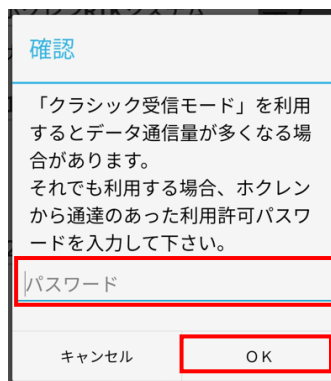 確認
「クラシック受信モード」を利用
するとデータ通信量が多くなる場
合があります。
それでも利用する場合、ホクレン
から通達のあった利用許可パスワ
ードを入力して下さい。
パスワード
キャンセル
OK